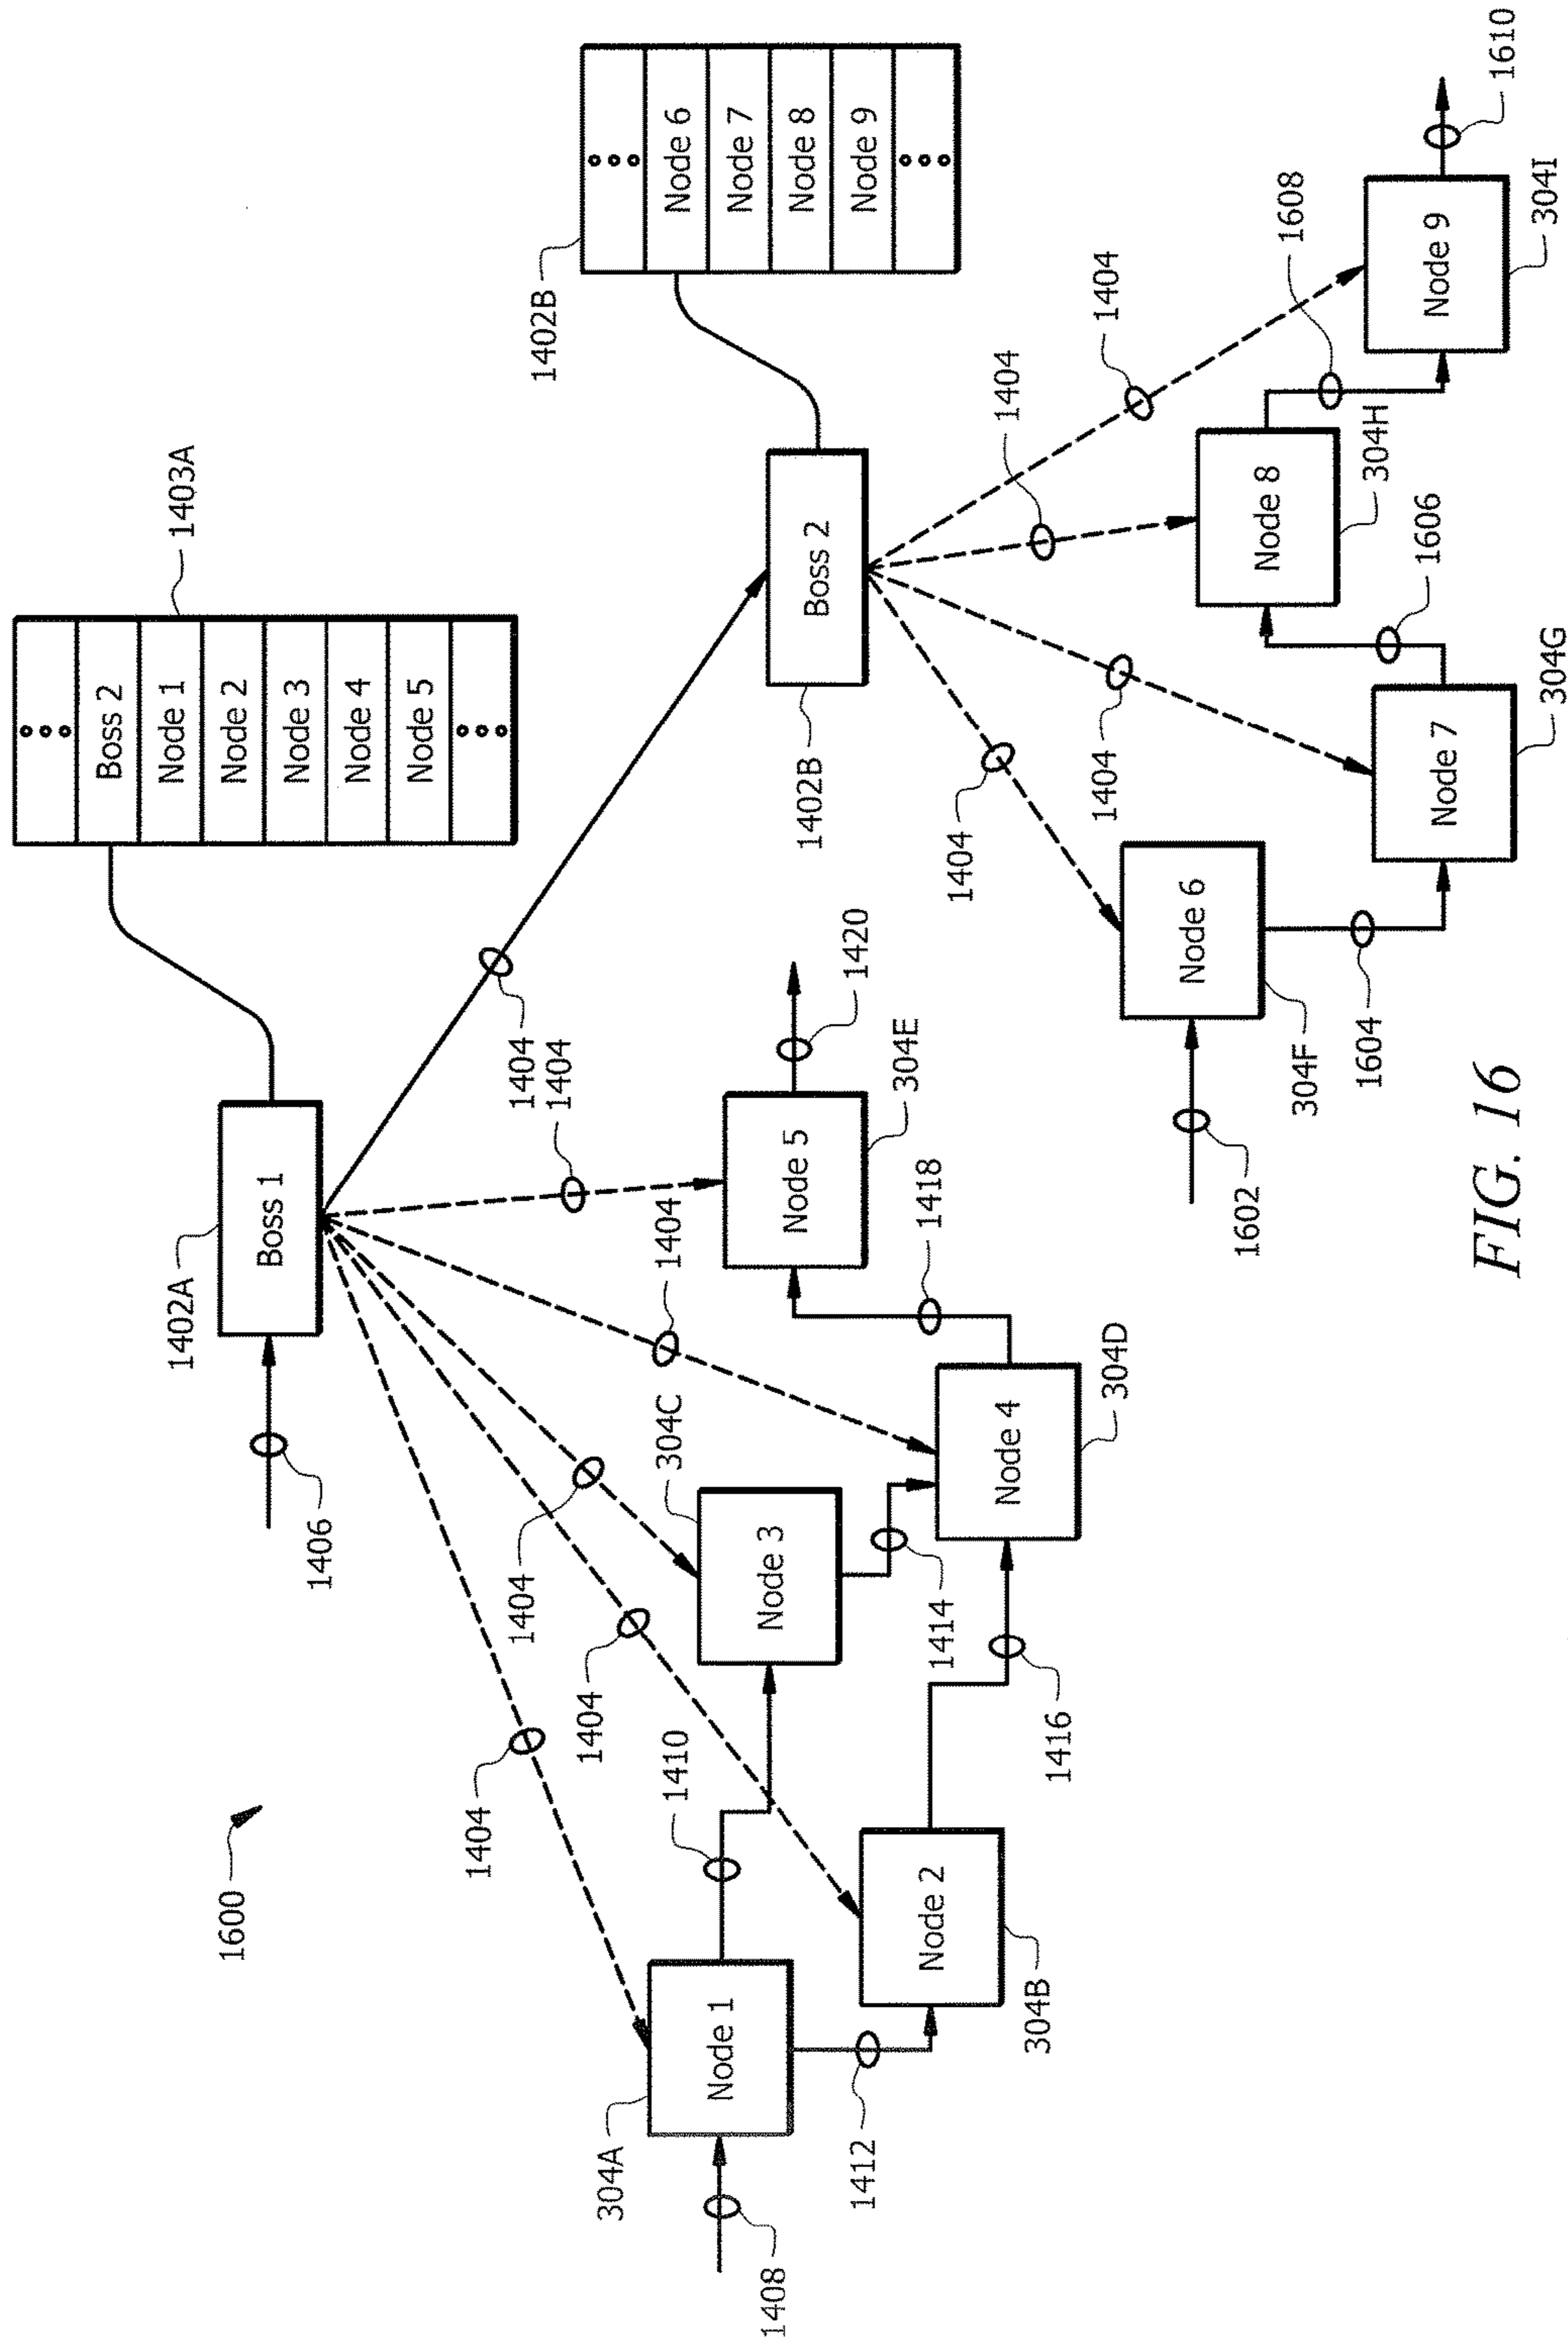 1600
1406
1402A
Boss 1
1403A
Boss 2
Node 1
Node 2
Node 3
Node 4
Node 5
1404
1404
1404
1404
1404
1404
1408
304A
Node 1
1410
1412
Node 2
304B
304C
Node 3
1414
1416
Node 4
304D
1418
Node 5
304E
1420
1402B
Boss 2
1402B
Node 6
Node 7
Node 8
Node 9
1404
1404
1404
1404
1602
Node 6
304F
1604
Node 7
304G
1606
Node 8
304H
1608
Node 9
304I
1610
FIG. 16